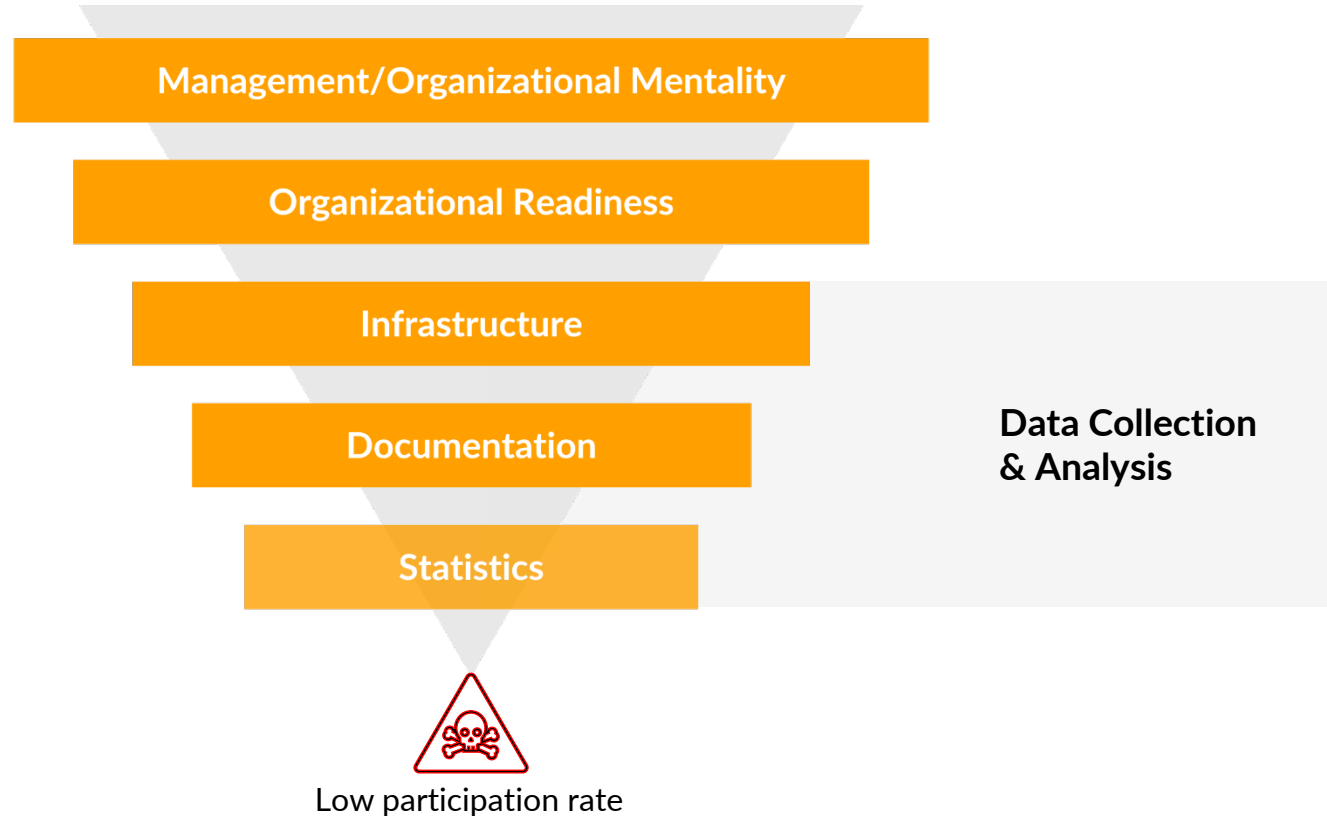 Management/Organizational Mentality
Organizational Readiness
Infrastructure
Documentation
Data Collection
& Analysis
Statistics
Low participation rate